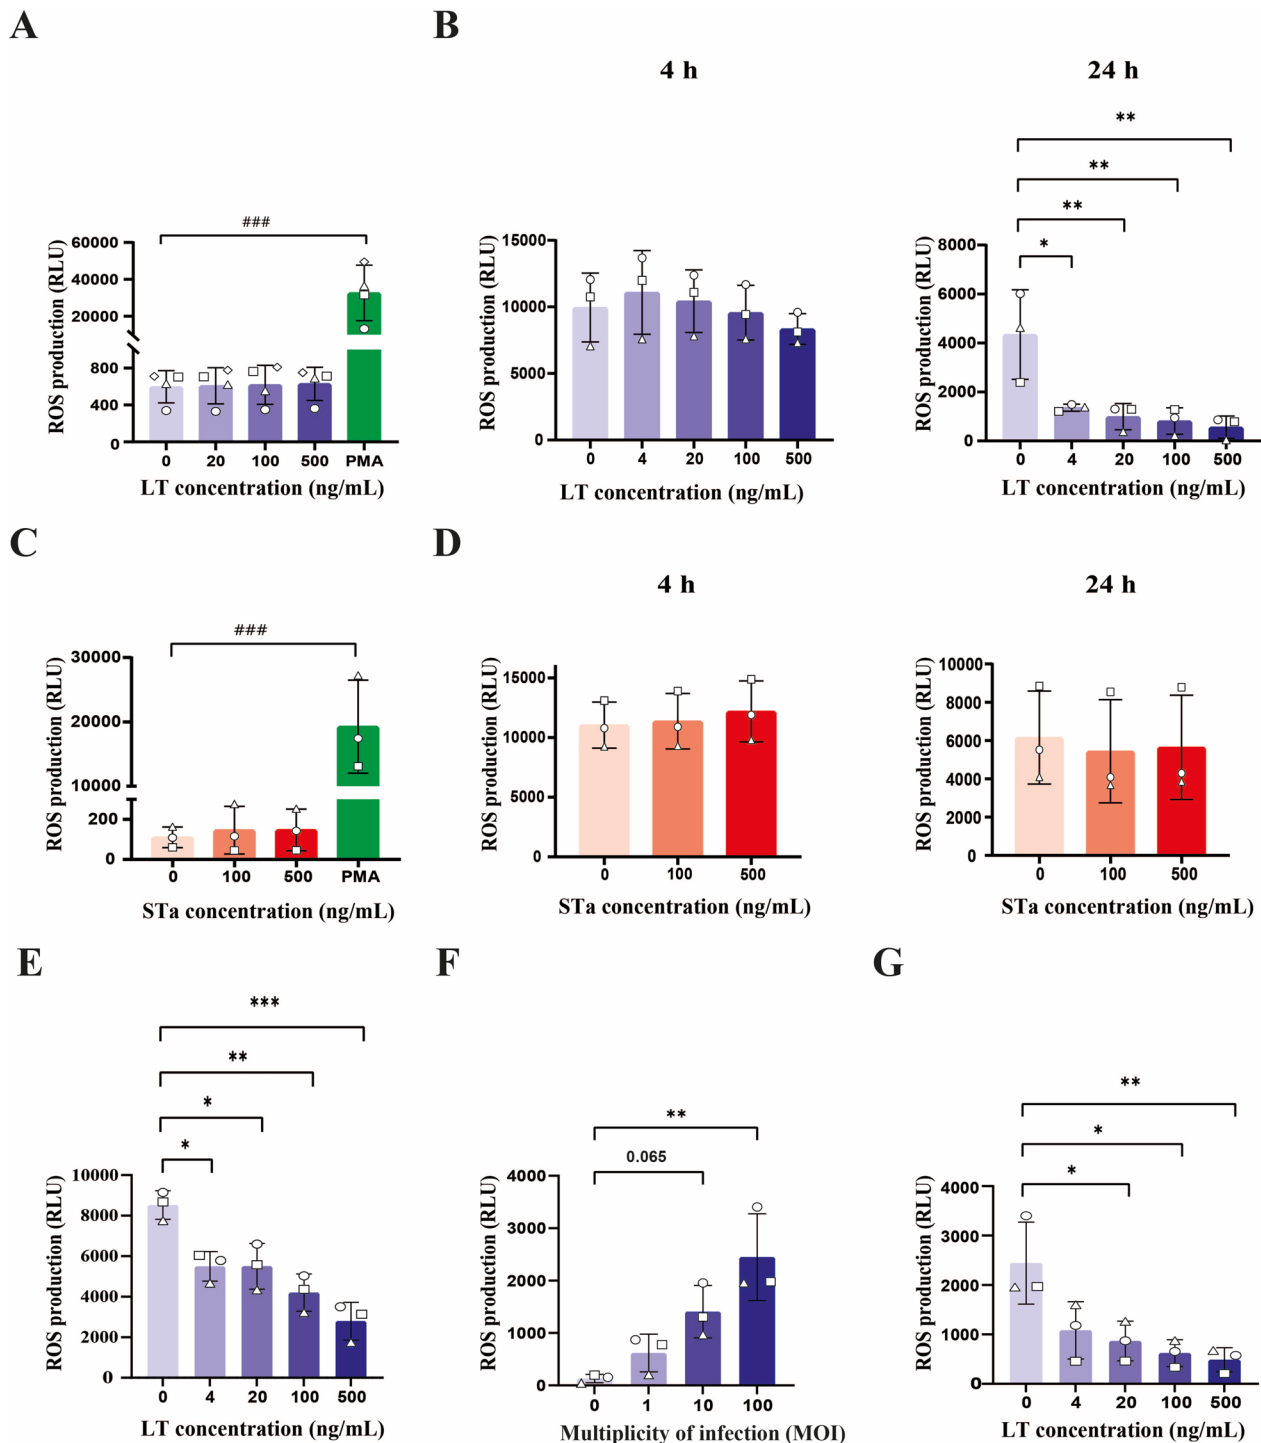 A
B
4 h
24 h
**
**
**
*
###
ROS production (RLU)
60000
40000
20000
800
400
0
0 20 100 500 PMA
LT concentration (ng/mL)
ROS production (RLU)
15000
10000
5000
0
0 4 20 100 500
LT concentration (ng/mL)
ROS production (RLU)
8000
6000
4000
2000
0
0 4 20 100 500
LT concentration (ng/mL)
C
D
4 h
24 h
###
ROS production (RLU)
30000
20000
10000
200
0
0 100 500 PMA
STa concentration (ng/mL)
ROS production (RLU)
15000
10000
5000
0
0 100 500
STa concentration (ng/mL)
ROS production (RLU)
10000
8000
6000
4000
2000
0
0 100 500
STa concentration (ng/mL)
E
F
G
***
**
*
*
ROS production (RLU)
10000
8000
6000
4000
2000
0
0 4 20 100 500
LT concentration (ng/mL)
**
0.065
ROS production (RLU)
4000
3000
2000
1000
0
0 1 10 100
Multiplicity of infection (MOI)
**
*
*
ROS production (RLU)
4000
3000
2000
1000
0
0 4 20 100 500
LT concentration (ng/mL)